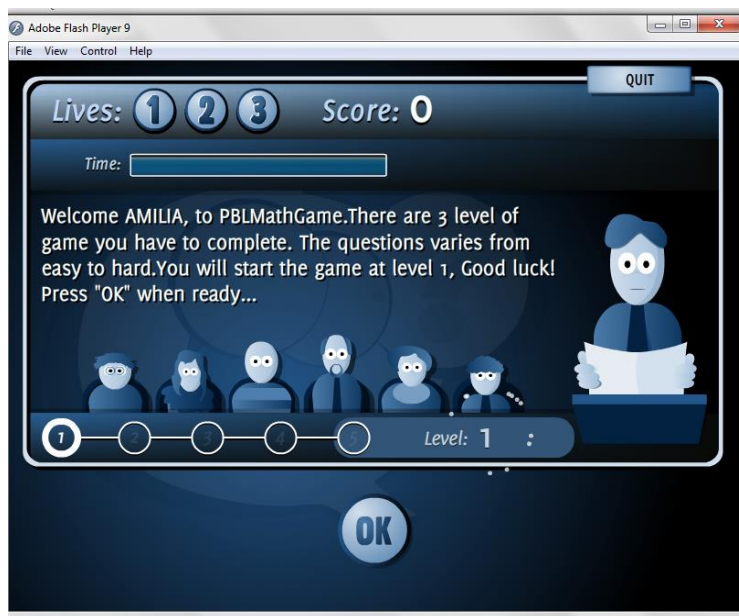 Adobe Flash Player 9
File View Control Help
QUIT
Lives: 1 2 3 Score: 0
Time:
Welcome AMILIA, to PBLMathGame.There are 3 level of
game you have to complete. The questions varies from
easy to hard.You will start the game at level 1, Good luck!
Press "OK" when ready...
1 2 3 4 5 Level: 1 :
OK